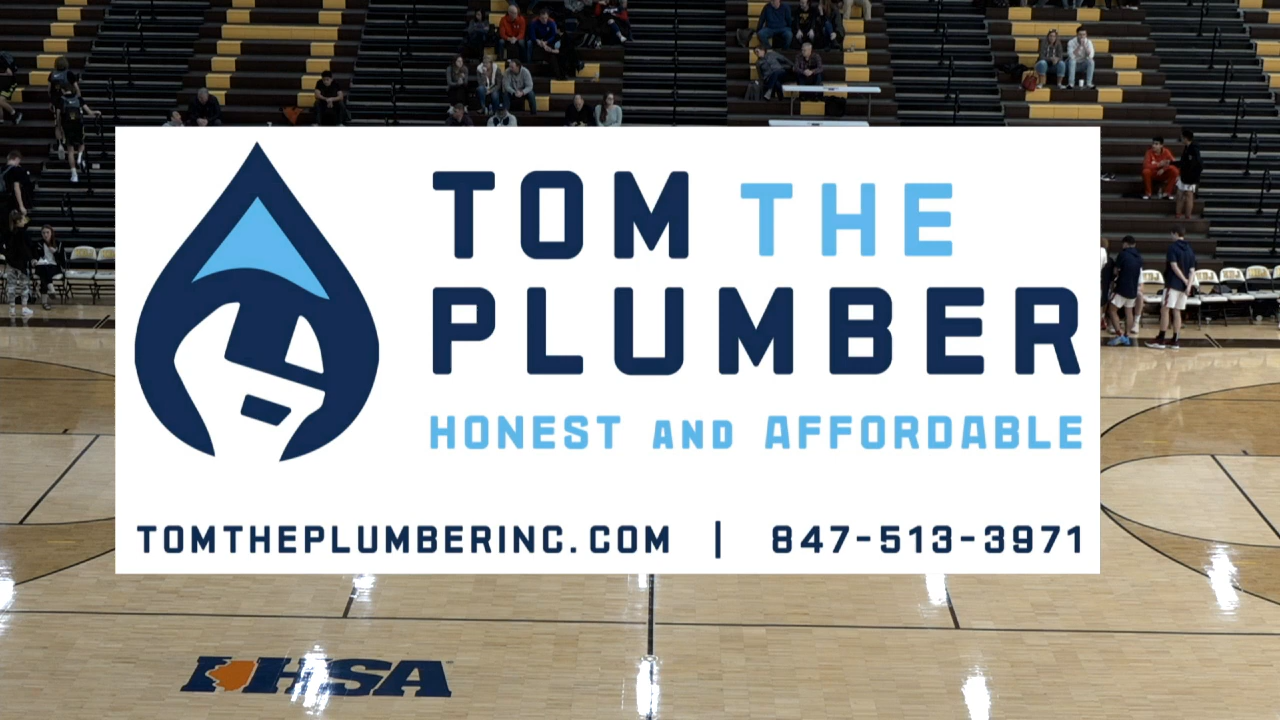 TOM THE
PLUMBER
HONEST AND AFFORDABLE
TOMTHEPLUMBERINC.COM | 847-513-3971
IHSA